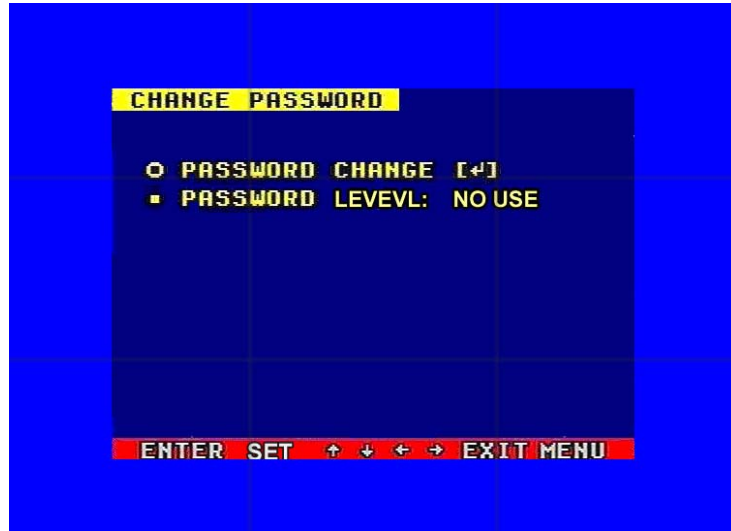 CHANGE PASSWORD
PASSWORD CHANGE [↲]
PASSWORD LEVEVL: NO USE
ENTER SET ↑ ↓ ← → EXIT MENU